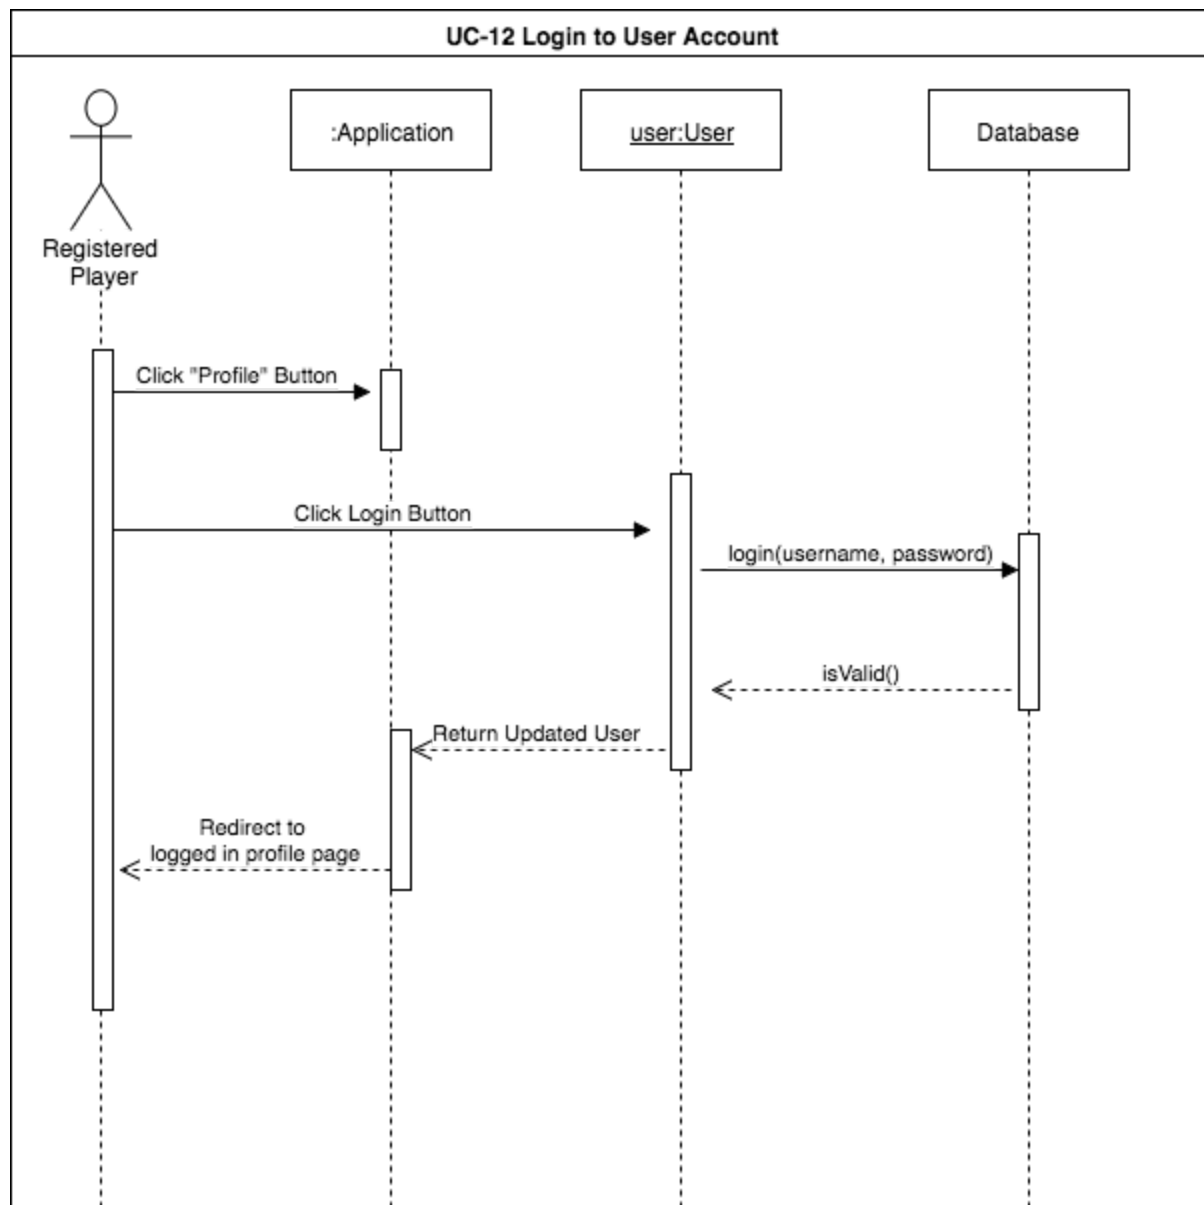 UC-12 Login to User Account
:Application
user:User
Database
Registered
Player
Click "Profile" Button
Click Login Button
login(username, password)
isValid()
Return Updated User
Redirect to
logged in profile page